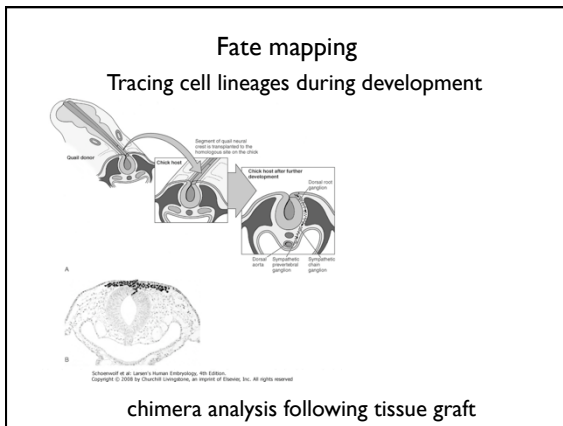 Fate mapping
Tracing cell lineages during development
Quail donor
Segment of quail neural
crest is transplanted to the
homologous site on the chick
Chick host
Chick host after further
development
Dorsal root
ganglion
Dorsal
aorta
Sympathetic
prevertebral
ganglion
Sympathetic
chain
ganglion
A
B
Schoenwolf et al: Larsen's Human Embryology, 4th Edition.
Copyright © 2008 by Churchill Livingstone, an imprint of Elsevier, Inc. All rights reserved
chimera analysis following tissue graft